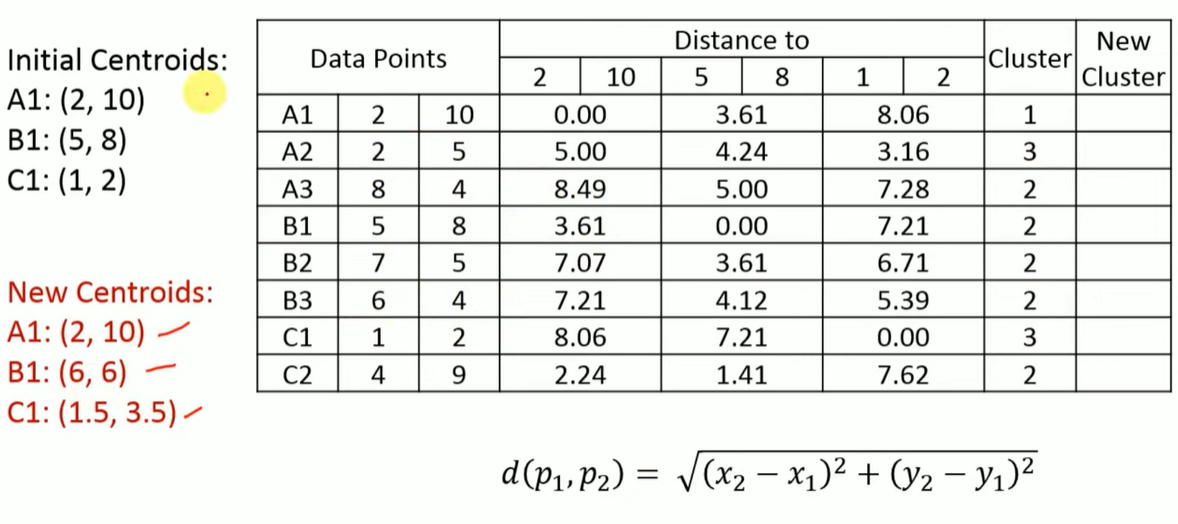 Initial Centroids:
A1: (2, 10)
B1: (5, 8)
C1: (1, 2)
New Centroids:
A1: (2, 10)
B1: (6, 6)
C1: (1.5, 3.5)
Data Points Distance to Cluster New Cluster
2 10 5 8 1 2
A1 2 10 0.00 3.61 8.06 1
A2 2 5 5.00 4.24 3.16 3
A3 8 4 8.49 5.00 7.28 2
B1 5 8 3.61 0.00 7.21 2
B2 7 5 7.07 3.61 6.71 2
B3 6 4 7.21 4.12 5.39 2
C1 1 2 8.06 7.21 0.00 3
C2 4 9 2.24 1.41 7.62 2
d(p₁, p₂) = √(x₂ − x₁)² + (y₂ − y₁)²